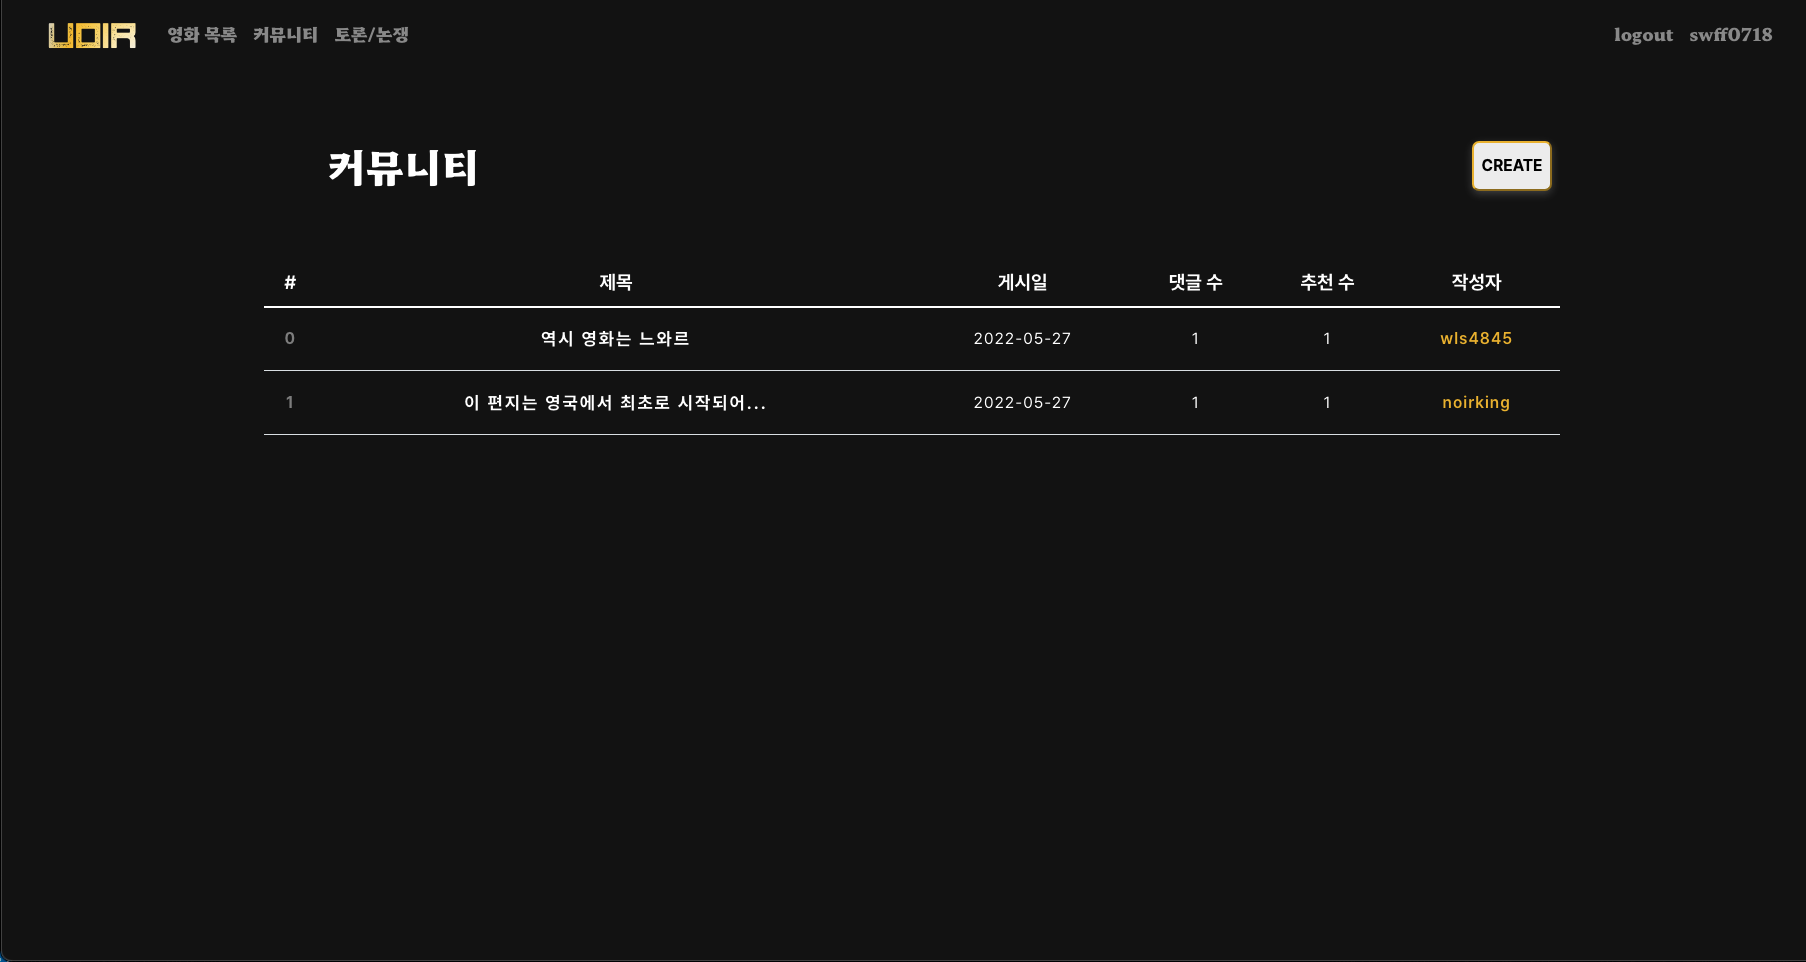 UOIR 영화 목록 커뮤니티 토론/논쟁 logout swff0718
커뮤니티 CREATE
# 제목 게시일 댓글 수 추천 수 작성자
0 역시 영화는 느와르 2022-05-27 1 1 wls4845
1 이 편지는 영국에서 최초로 시작되어... 2022-05-27 1 1 noirking